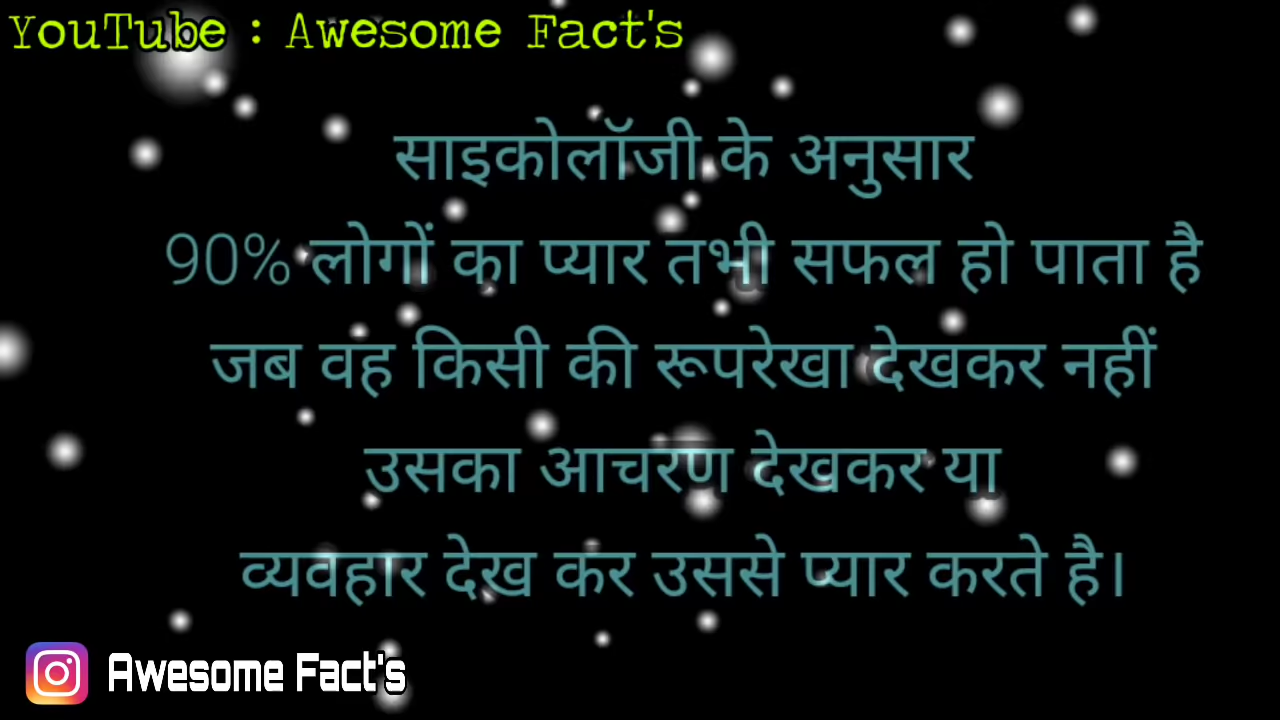 YouTube : Awesome Fact's
साइकोलॉजी के अनुसार
90% लोगों का प्यार तभी सफल हो पाता है
जब वह किसी की रूपरेखा देखकर नहीं
उसका आचरण देखकर या
व्यवहार देख कर उससे प्यार करते है।
Awesome Fact's